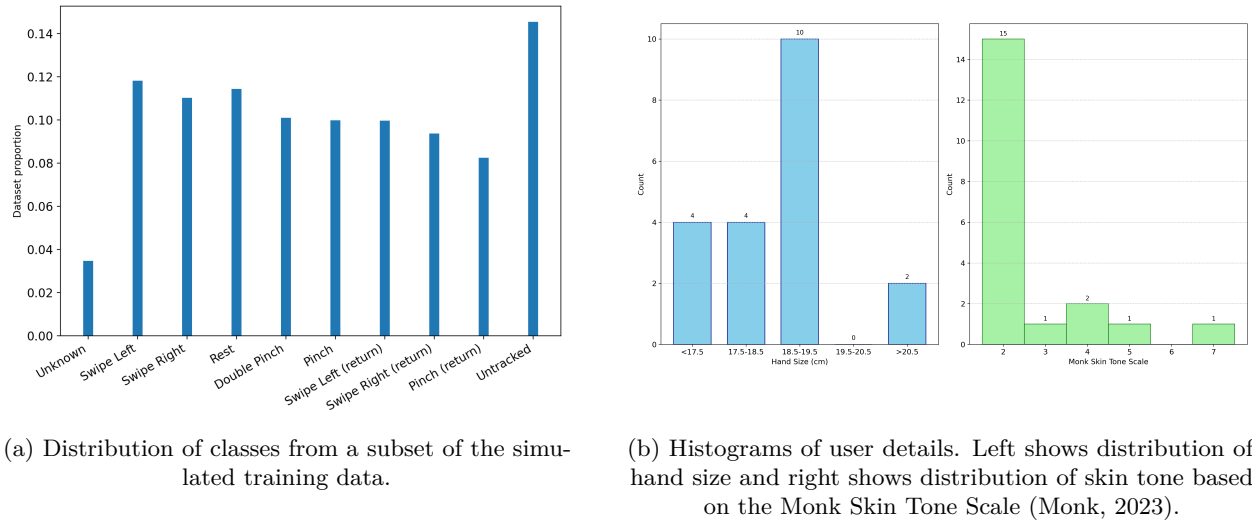 0.14
0.12
0.10
0.08
0.06
0.04
0.02
0.00
Dataset proportion
Unknown
Swipe Left
Swipe Right
Rest
Double Pinch
Pinch
Swipe Left (return)
Swipe Right (return)
Pinch (return)
Untracked
(a) Distribution of classes from a subset of the simu-
lated training data.
10
8
6
4
2
0
Count
4
4
10
0
2
<17.5
17.5-18.5
18.5-19.5
19.5-20.5
>20.5
Hand Size (cm)
14
12
10
8
6
4
2
0
Count
15
1
2
1
1
2
3
4
5
6
7
Monk Skin Tone Scale
(b) Histograms of user details. Left shows distribution of
hand size and right shows distribution of skin tone based
on the Monk Skin Tone Scale (Monk, 2023).